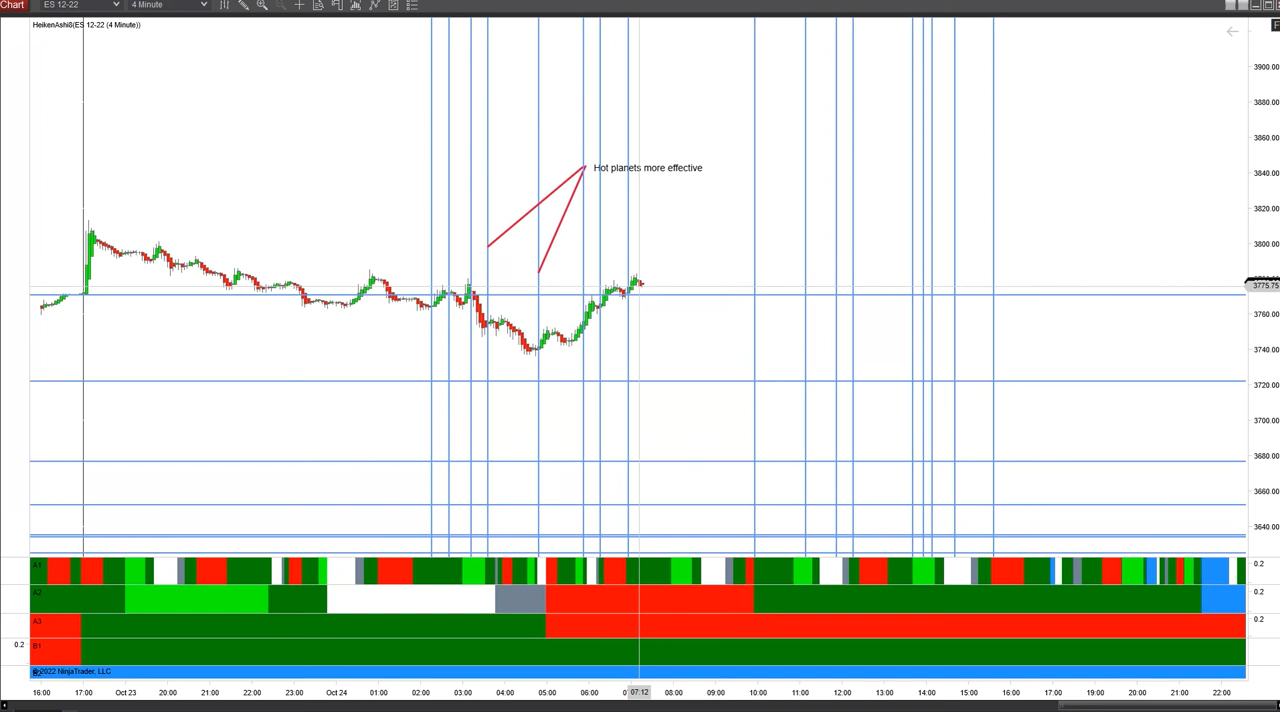 Chart ES 12-22 4 Minute
HeikenAshi8(ES 12-22 (4 Minute))
F
3900.00
3880.00
3860.00
Hot planets more effective
3840.00
3820.00
3800.00
3775.75
3760.00
3740.00
3720.00
3700.00
3680.00
3660.00
3640.00
A1 0.2
A2 0.2
A3 0.2
0.2 B1
© 2022 NinjaTrader, LLC
16:00 17:00 Oct 23 20:00 21:00 22:00 23:00 Oct 24 01:00 02:00 03:00 04:00 05:00 06:00 07:12 08:00 09:00 10:00 11:00 12:00 13:00 14:00 15:00 16:00 17:00 20:00 21:00 22:00